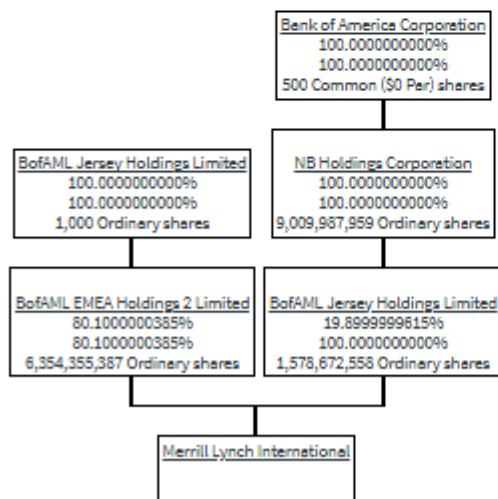 Bank of America Corporation
100.0000000000%
100.0000000000%
500 Common ($0 Par) shares
BofAML Jersey Holdings Limited
100.0000000000%
100.0000000000%
1,000 Ordinary shares
NB Holdings Corporation
100.0000000000%
100.0000000000%
9,009,987,959 Ordinary shares
BofAML EMEA Holdings 2 Limited
80.1000000385%
80.1000000385%
6,354,355,387 Ordinary shares
BofAML Jersey Holdings Limited
19.8999999615%
100.0000000000%
1,578,672,558 Ordinary shares
Merrill Lynch International